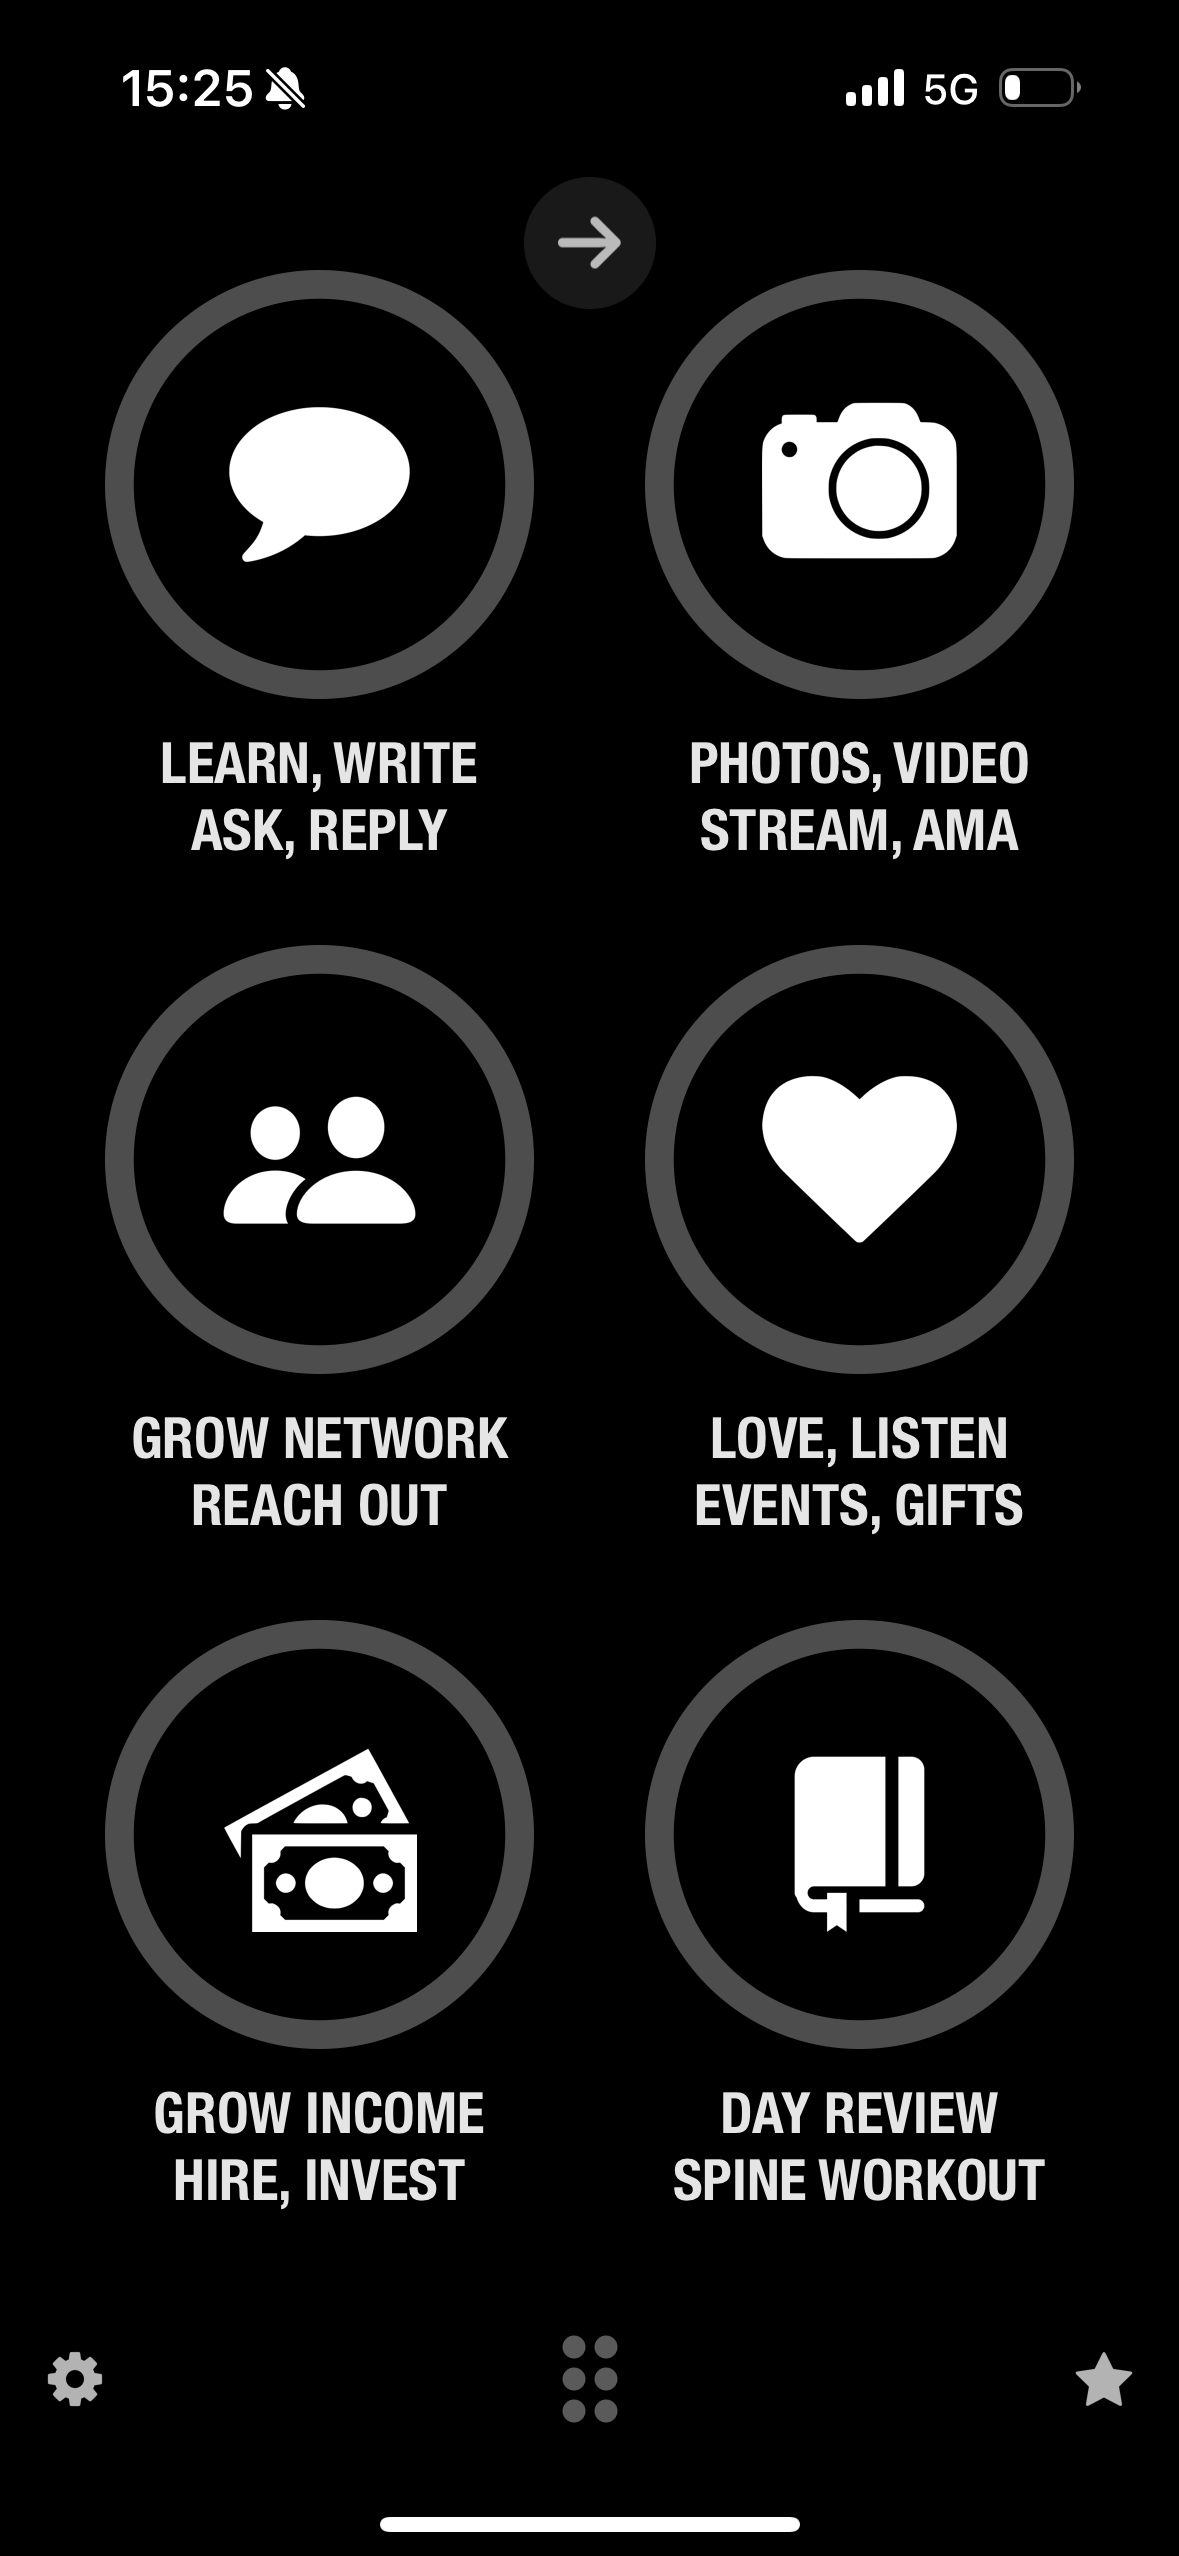 15:25 5G
LEARN, WRITE
ASK, REPLY
PHOTOS, VIDEO
STREAM, AMA
GROW NETWORK
REACH OUT
LOVE, LISTEN
EVENTS, GIFTS
GROW INCOME
HIRE, INVEST
DAY REVIEW
SPINE WORKOUT